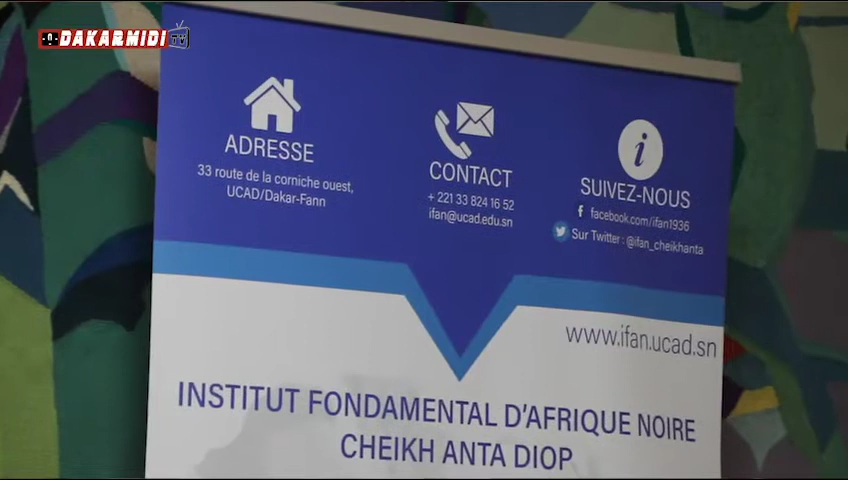 DAKARMIDI TV
ADRESSE
33 route de la corniche ouest,
UCAD/Dakar-Fann
CONTACT
+ 221 33 824 16 52
ifan@ucad.edu.sn
i
SUIVEZ-NOUS
f facebook.com/ifan1936
Sur Twitter : @ifan_cheikhanta
www.ifan.ucad.sn
INSTITUT FONDAMENTAL D'AFRIQUE NOIRE
CHEIKH ANTA DIOP